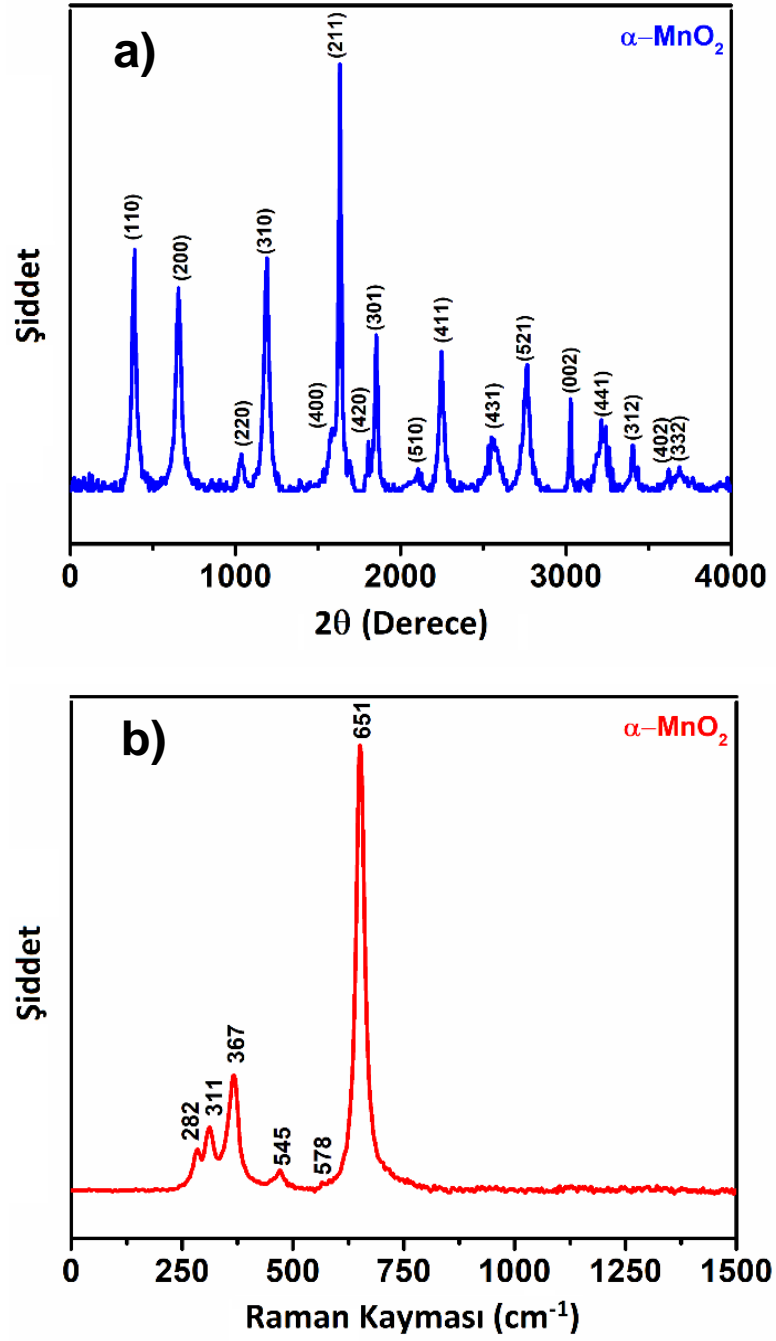 a)
α–MnO₂
(110)
(200)
(220)
(310)
(400)
(211)
(420)
(301)
(510)
(411)
(431)
(521)
(002)
(441)
(312)
(402)
(332)
Şiddet
0 1000 2000 3000 4000
2θ (Derece)
b)
α–MnO₂
282
311
367
545
578
651
Şiddet
0 250 500 750 1000 1250 1500
Raman Kayması (cm⁻¹)